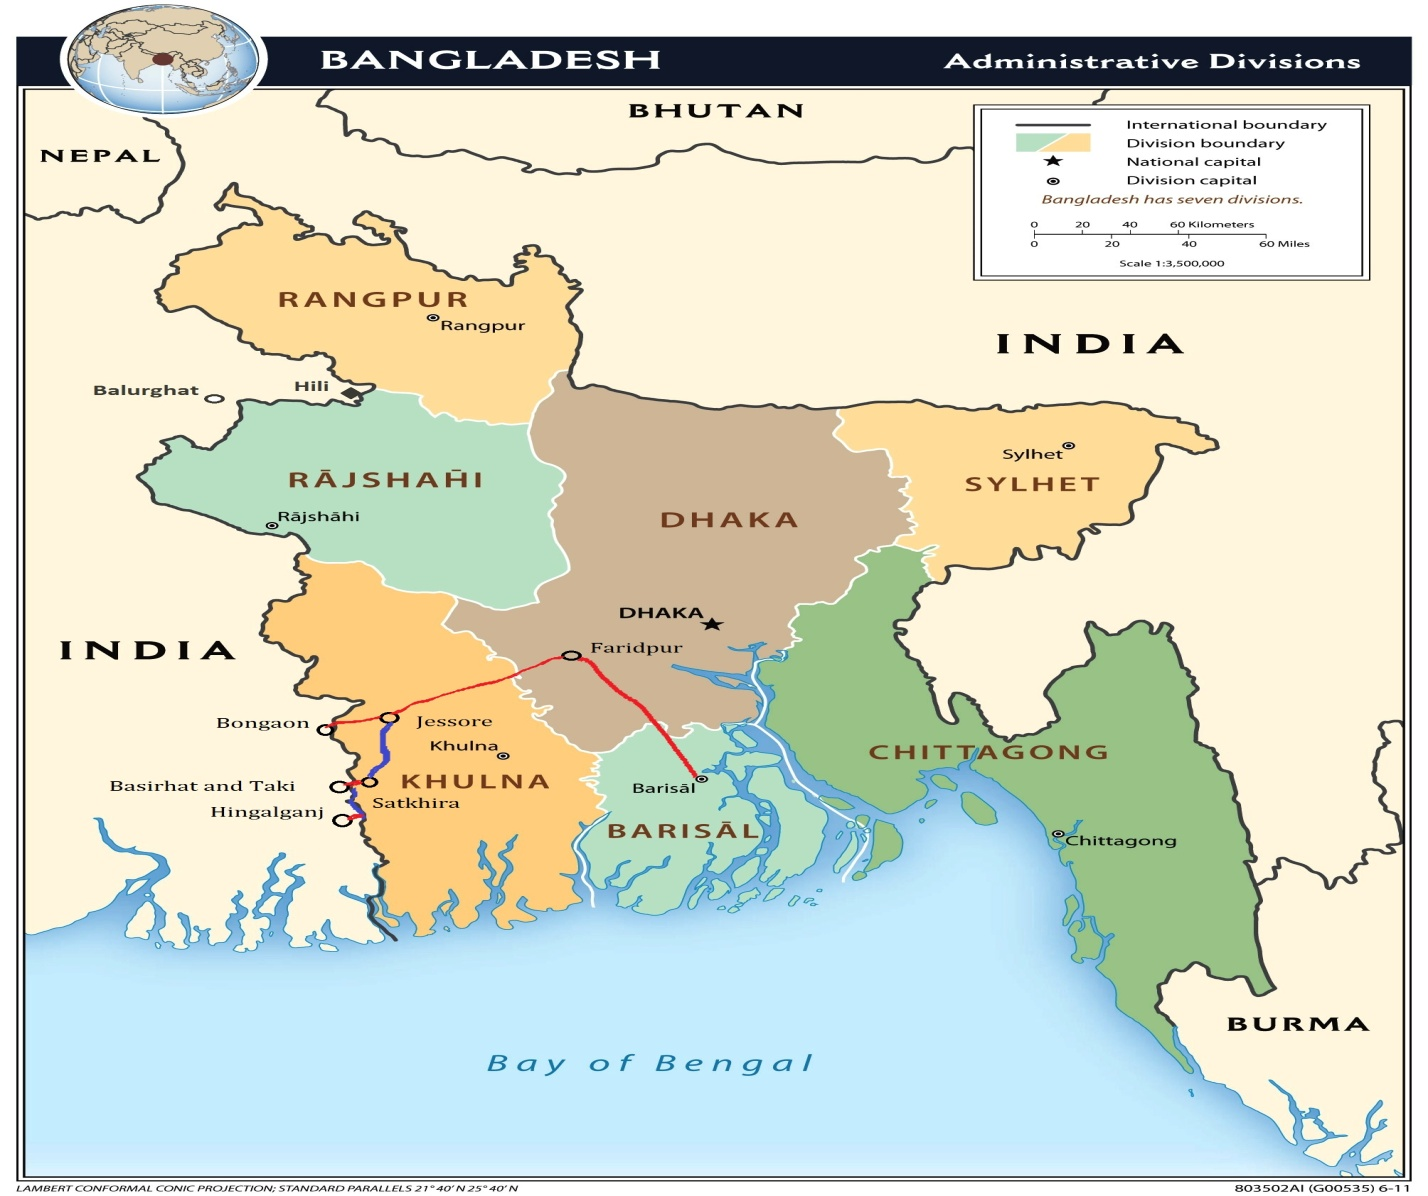 BANGLADESH
Administrative Divisions
BHUTAN
NEPAL
International boundary
Division boundary
National capital
Division capital
Bangladesh has seven divisions.
0 20 40 60 Kilometers
0 20 40 60 Miles
Scale 1:3,500,000
RANGPUR
Rangpur
INDIA
Balurghat
Hili
RĀJSHAĤI
Rājshāhi
Sylhet
SYLHET
DHAKA
DHAKA
INDIA
Faridpur
Bongaon
Jessore
Khulna
KHULNA
Basirhat and Taki
Satkhira
Hingalganj
Barisāl
BARISĀL
CHITTAGONG
Chittagong
BURMA
Bay of Bengal
LAMBERT CONFORMAL CONIC PROJECTION; STANDARD PARALLELS 21°40′N 25°40′N
803502AI (G00535) 6-11